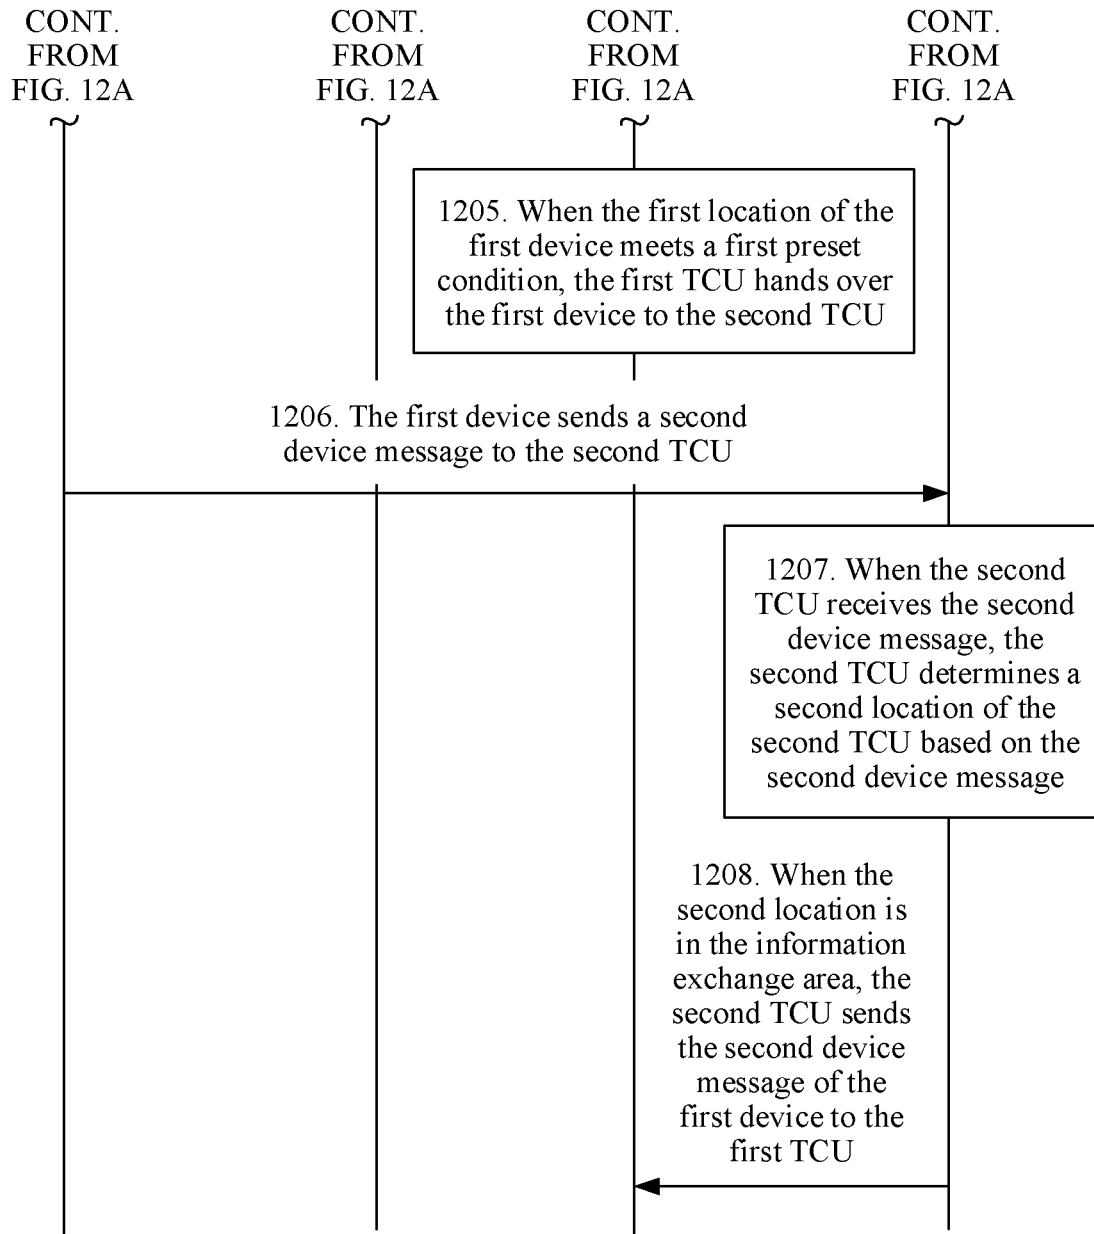 CONT.
FROM
FIG. 12A
CONT.
FROM
FIG. 12A
CONT.
FROM
FIG. 12A
CONT.
FROM
FIG. 12A
1205. When the first location of the
first device meets a first preset
condition, the first TCU hands over
the first device to the second TCU
1206. The first device sends a second
device message to the second TCU
1207. When the second
TCU receives the second
device message, the
second TCU determines a
second location of the
second TCU based on the
second device message
1208. When the
second location is
in the information
exchange area, the
second TCU sends
the second device
message of the
first device to the
first TCU